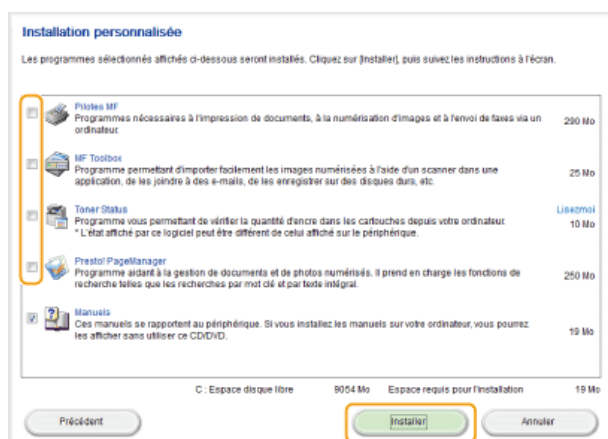 Installation personnalisée
Les programmes sélectionnés affichés ci-dessous seront installés. Cliquez sur [Installer], puis suivez les instructions à l'écran.
Pilotes MF
Programmes nécessaires à l'impression de documents, à la numérisation d'images et à l'envoi de faxes via un
ordinateur.
290 Mo
MF Toolbox
Programme permettant d'importer facilement les images numérisées à l'aide d'un scanner dans une
application, de les joindre à des e-mails, de les enregistrer sur des disques durs, etc.
25 Mo
Toner Status
Lisezmoi
Programme vous permettant de vérifier la quantité d'encre dans les cartouches depuis votre ordinateur.
10 Mo
* L'état affiché par ce logiciel peut être différent de celui affiché sur le périphérique.
Presto! PageManager
Programme aidant à la gestion de documents et de photos numérisés. Il prend en charge les fonctions de
recherche telles que les recherches par mot clé et par texte intégral.
250 Mo
Manuels
Ces manuels se rapportent au périphérique. Si vous installez les manuels sur votre ordinateur, vous pourrez
les afficher sans utiliser ce CD/DVD.
19 Mo
C : Espace disque libre 9054 Mo Espace requis pour l'installation 19 Mo
Précédent Installer Annuler